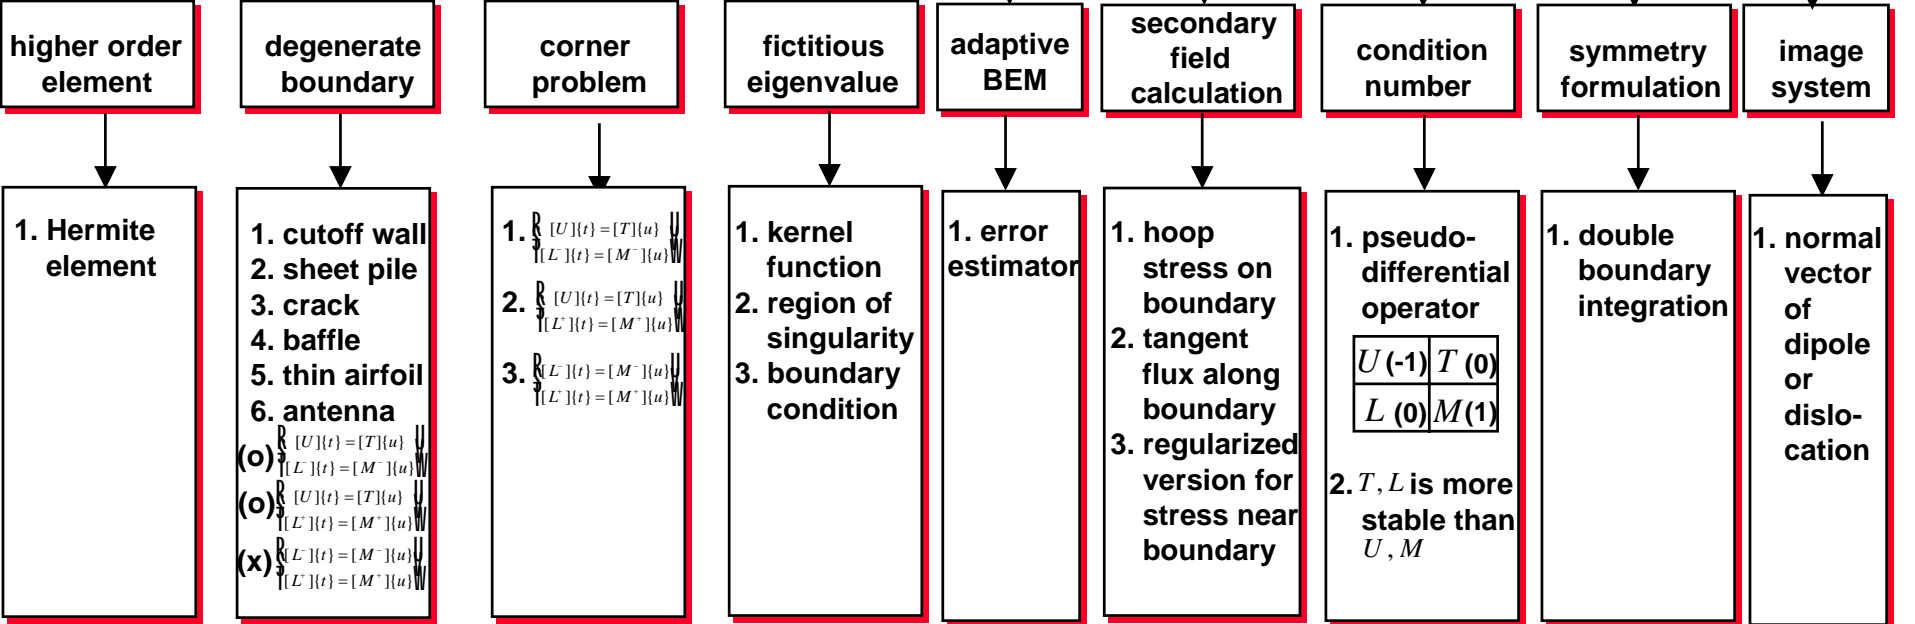 higher order
element
degenerate
boundary
corner
problem
fictitious
eigenvalue
adaptive
BEM
secondary
field
calculation
condition
number
symmetry
formulation
image
system
1. Hermite
element
1. cutoff wall
2. sheet pile
3. crack
4. baffle
5. thin airfoil
6. antenna
(o) [U]{t} = [T]{u}
[L⁻]{t} = [M⁻]{u}
(o) [U]{t} = [T]{u}
[L⁺]{t} = [M⁺]{u}
(x) [L⁻]{t} = [M⁻]{u}
[L⁺]{t} = [M⁺]{u}
1. [U]{t} = [T]{u}
[L⁻]{t} = [M⁻]{u}
2. [U]{t} = [T]{u}
[L⁺]{t} = [M⁺]{u}
3. [L⁻]{t} = [M⁻]{u}
[L⁺]{t} = [M⁺]{u}
1. kernel
function
2. region of
singularity
3. boundary
condition
1. error
estimator
1. hoop
stress on
boundary
2. tangent
flux along
boundary
3. regularized
version for
stress near
boundary
1. pseudo-
differential
operator
U (-1) T (0)
L (0) M (1)
2. T, L is more
stable than
U, M
1. double
boundary
integration
1. normal
vector
of
dipole
or
dislo-
cation